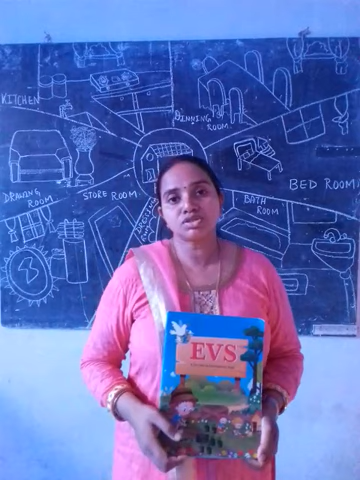 KITCHEN
DINNING
ROOM
DRAWING
ROOM
STORE ROOM
BATH
ROOM
BED ROOM
EVS